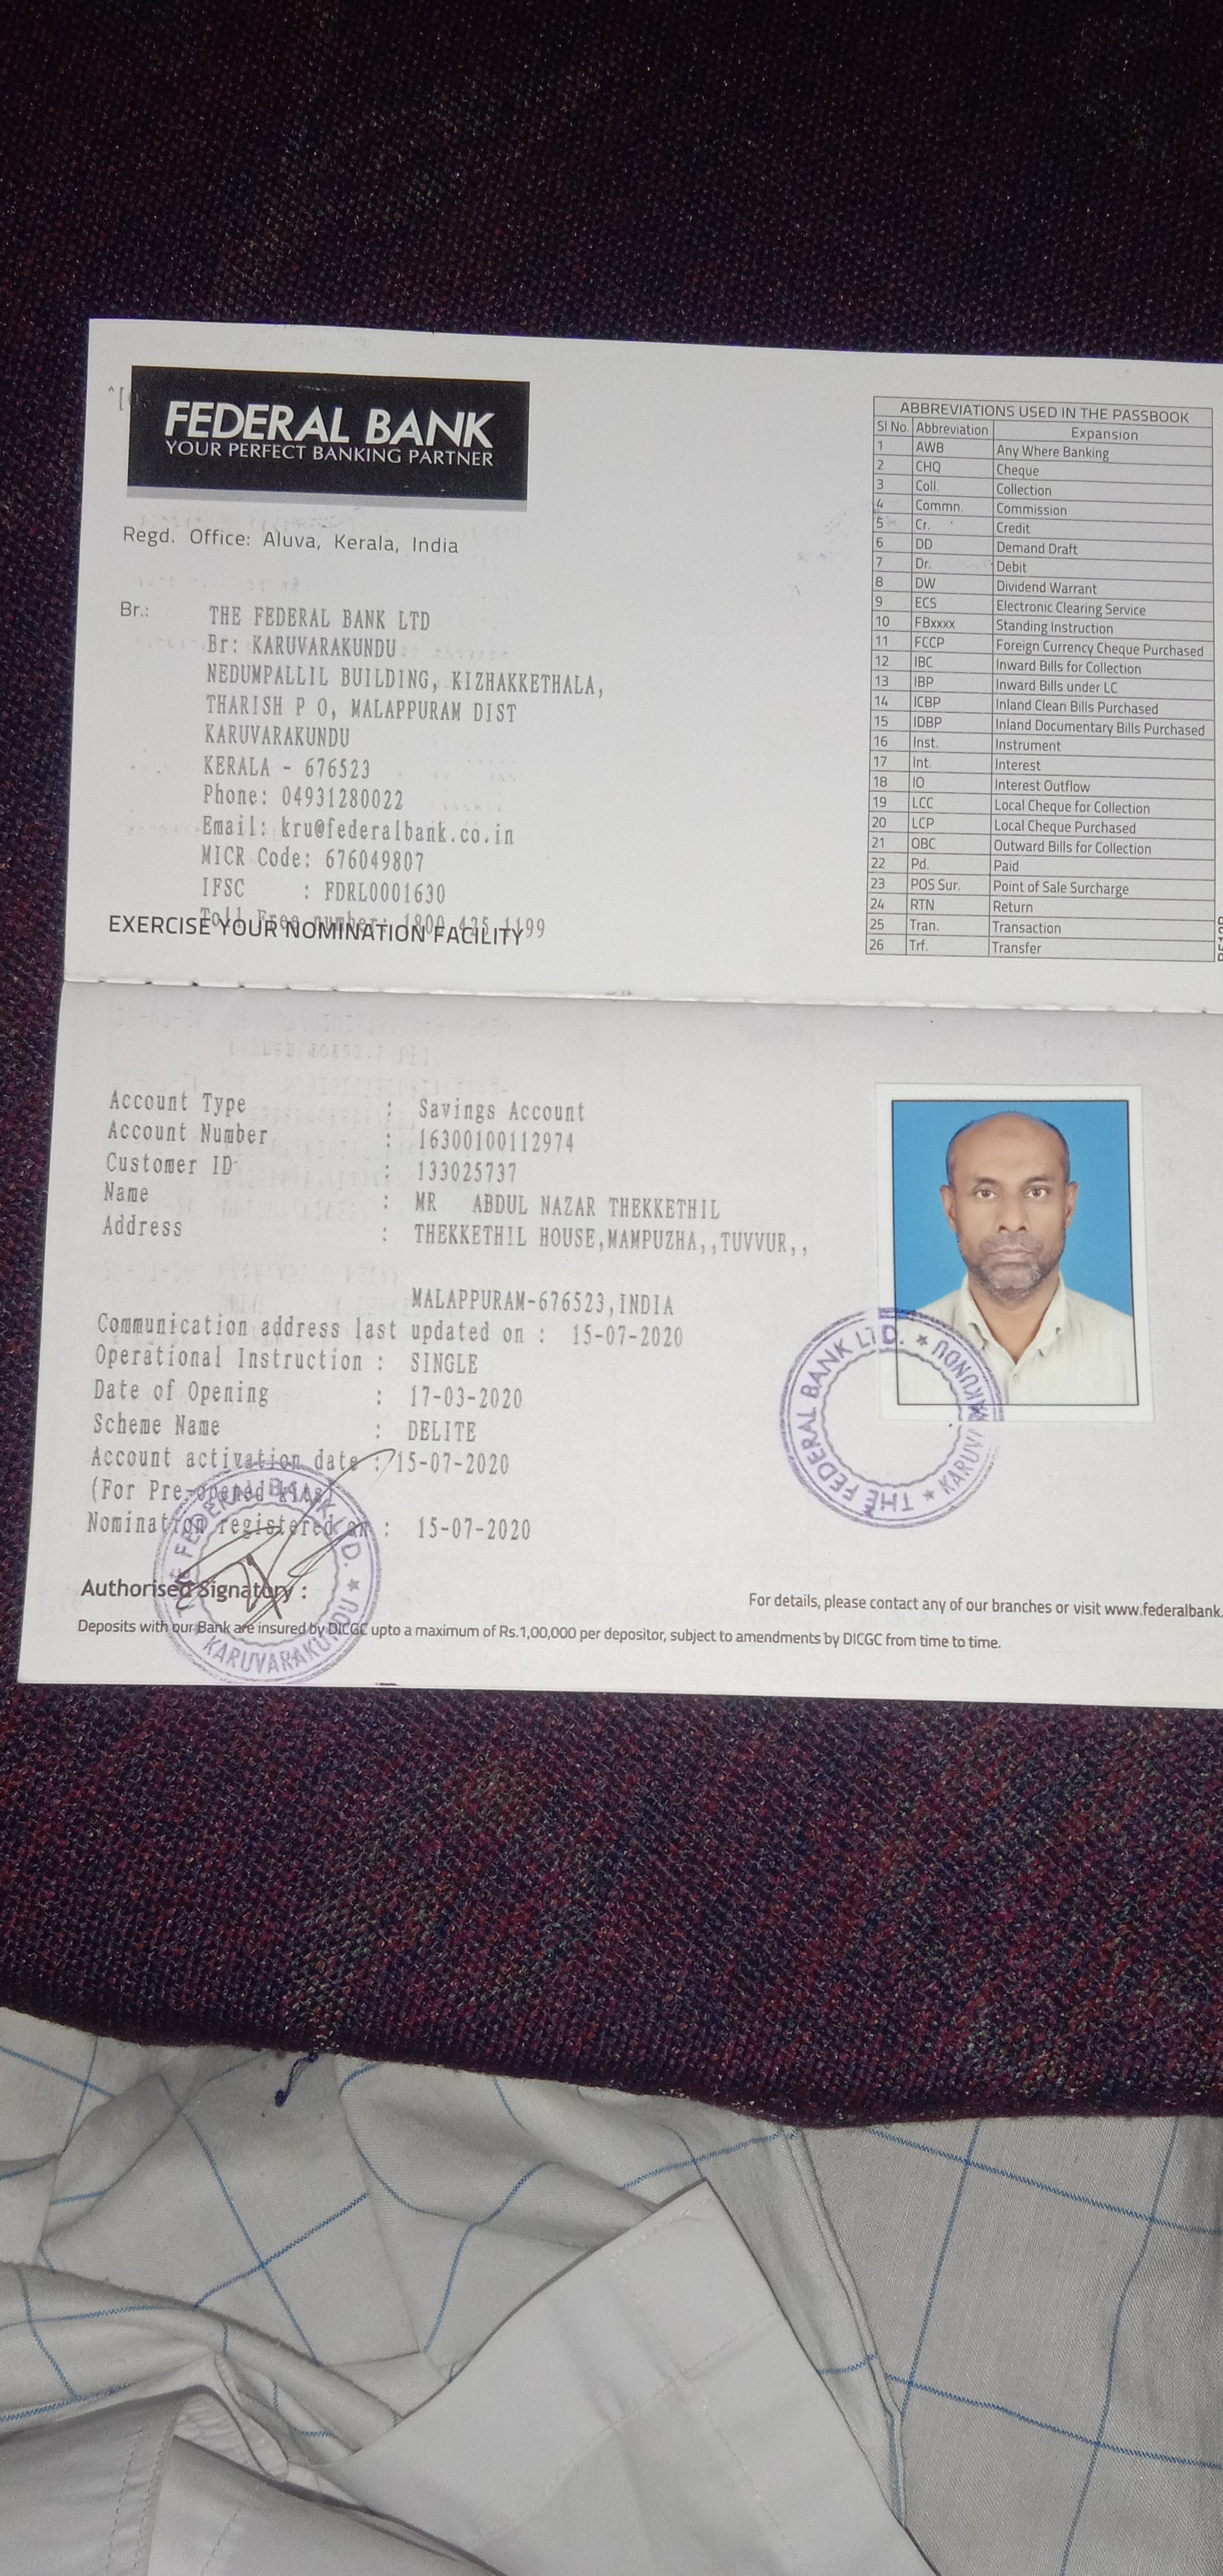 FEDERAL BANK
YOUR PERFECT BANKING PARTNER
Regd. Office: Aluva, Kerala, India
Br.: THE FEDERAL BANK LTD
Br: KARUVARAKUNDU
NEDUMPALLIL BUILDING, KIZHAKKETHALA,
THARISH P O, MALAPPURAM DIST
KARUVARAKUNDU
KERALA - 676523
Phone: 04931280022
Email: kru@federalbank.co.in
MICR Code: 676049807
IFSC : FDRL0001630
Toll Free number: 1800 425 1199
EXERCISE YOUR NOMINATION FACILITY
ABBREVIATIONS USED IN THE PASSBOOK
Sl No. Abbreviation Expansion
1 AWB Any Where Banking
2 CHQ Cheque
3 Coll. Collection
4 Commn. Commission
5 Cr. Credit
6 DD Demand Draft
7 Dr. Debit
8 DW Dividend Warrant
9 ECS Electronic Clearing Service
10 FBxxxx Standing Instruction
11 FCCP Foreign Currency Cheque Purchased
12 IBC Inward Bills for Collection
13 IBP Inward Bills under LC
14 ICBP Inland Clean Bills Purchased
15 IDBP Inland Documentary Bills Purchased
16 Inst. Instrument
17 Int. Interest
18 IO Interest Outflow
19 LCC Local Cheque for Collection
20 LCP Local Cheque Purchased
21 OBC Outward Bills for Collection
22 Pd. Paid
23 POS Sur. Point of Sale Surcharge
24 RTN Return
25 Tran. Transaction
26 Trf. Transfer
Account Type : Savings Account
Account Number : 16300100112974
Customer ID : 133025737
Name : MR ABDUL NAZAR THEKKETHIL
Address : THEKKETHIL HOUSE,MAMPUZHA,,TUVVUR,,
MALAPPURAM-676523,INDIA
Communication address last updated on : 15-07-2020
Operational Instruction : SINGLE
Date of Opening : 17-03-2020
Scheme Name : DELITE
Account activation date : 15-07-2020
(For Pre-opened kits)
Nomination registered on : 15-07-2020
THE FEDERAL BANK LTD. ★ KARUVARAKUNDU ★
THE FEDERAL BANK LTD. ★ KARUVARAKUNDU
Authorised Signatory :
For details, please contact any of our branches or visit www.federalbank.
Deposits with our Bank are insured by DICGC upto a maximum of Rs.1,00,000 per depositor, subject to amendments by DICGC from time to time.